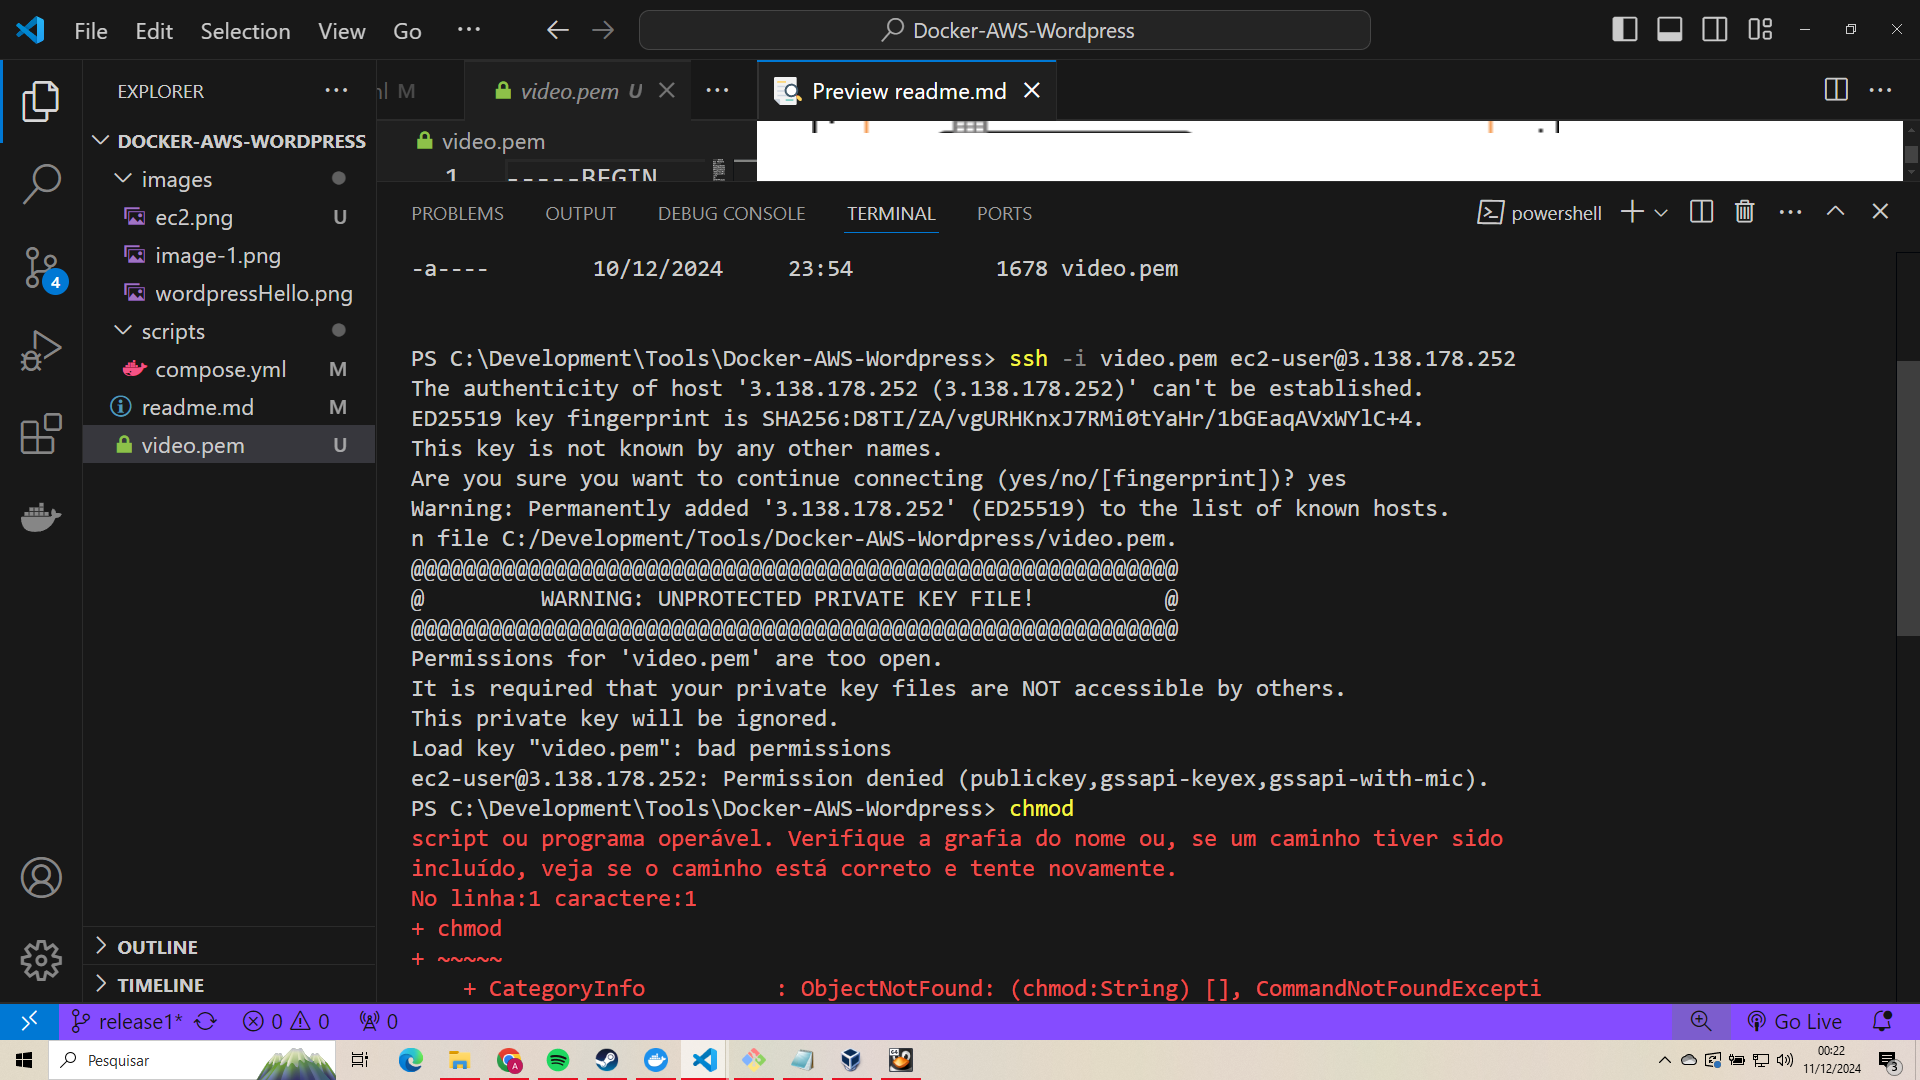 File Edit Selection View Go ··· Docker-AWS-Wordpress
EXPLORER ···
M
video.pem U
···
Preview readme.md
···
DOCKER-AWS-WORDPRESS
images
ec2.png U
image-1.png
wordpressHello.png
scripts
compose.yml M
readme.md M
video.pem U
4
OUTLINE
TIMELINE
video.pem
1 -----BEGIN
PROBLEMS OUTPUT DEBUG CONSOLE TERMINAL PORTS
powershell
-a---- 10/12/2024 23:54 1678 video.pem
PS C:\Development\Tools\Docker-AWS-Wordpress> ssh -i video.pem ec2-user@3.138.178.252
The authenticity of host '3.138.178.252 (3.138.178.252)' can't be established.
ED25519 key fingerprint is SHA256:D8TI/ZA/vgURHKnxJ7RMi0tYaHr/1bGEaqAVxWYlC+4.
This key is not known by any other names.
Are you sure you want to continue connecting (yes/no/[fingerprint])? yes
Warning: Permanently added '3.138.178.252' (ED25519) to the list of known hosts.
n file C:/Development/Tools/Docker-AWS-Wordpress/video.pem.
@@@@@@@@@@@@@@@@@@@@@@@@@@@@@@@@@@@@@@@@@@@@@@@@@@@@@@@@@@@
@ WARNING: UNPROTECTED PRIVATE KEY FILE! @
@@@@@@@@@@@@@@@@@@@@@@@@@@@@@@@@@@@@@@@@@@@@@@@@@@@@@@@@@@@
Permissions for 'video.pem' are too open.
It is required that your private key files are NOT accessible by others.
This private key will be ignored.
Load key "video.pem": bad permissions
ec2-user@3.138.178.252: Permission denied (publickey,gssapi-keyex,gssapi-with-mic).
PS C:\Development\Tools\Docker-AWS-Wordpress> chmod
script ou programa operável. Verifique a grafia do nome ou, se um caminho tiver sido
incluído, veja se o caminho está correto e tente novamente.
No linha:1 caractere:1
+ chmod
+ ~~~~~
+ CategoryInfo : ObjectNotFound: (chmod:String) [], CommandNotFoundExcepti
release1* 0 0 0 Go Live
Pesquisar
00:22
11/12/2024
3